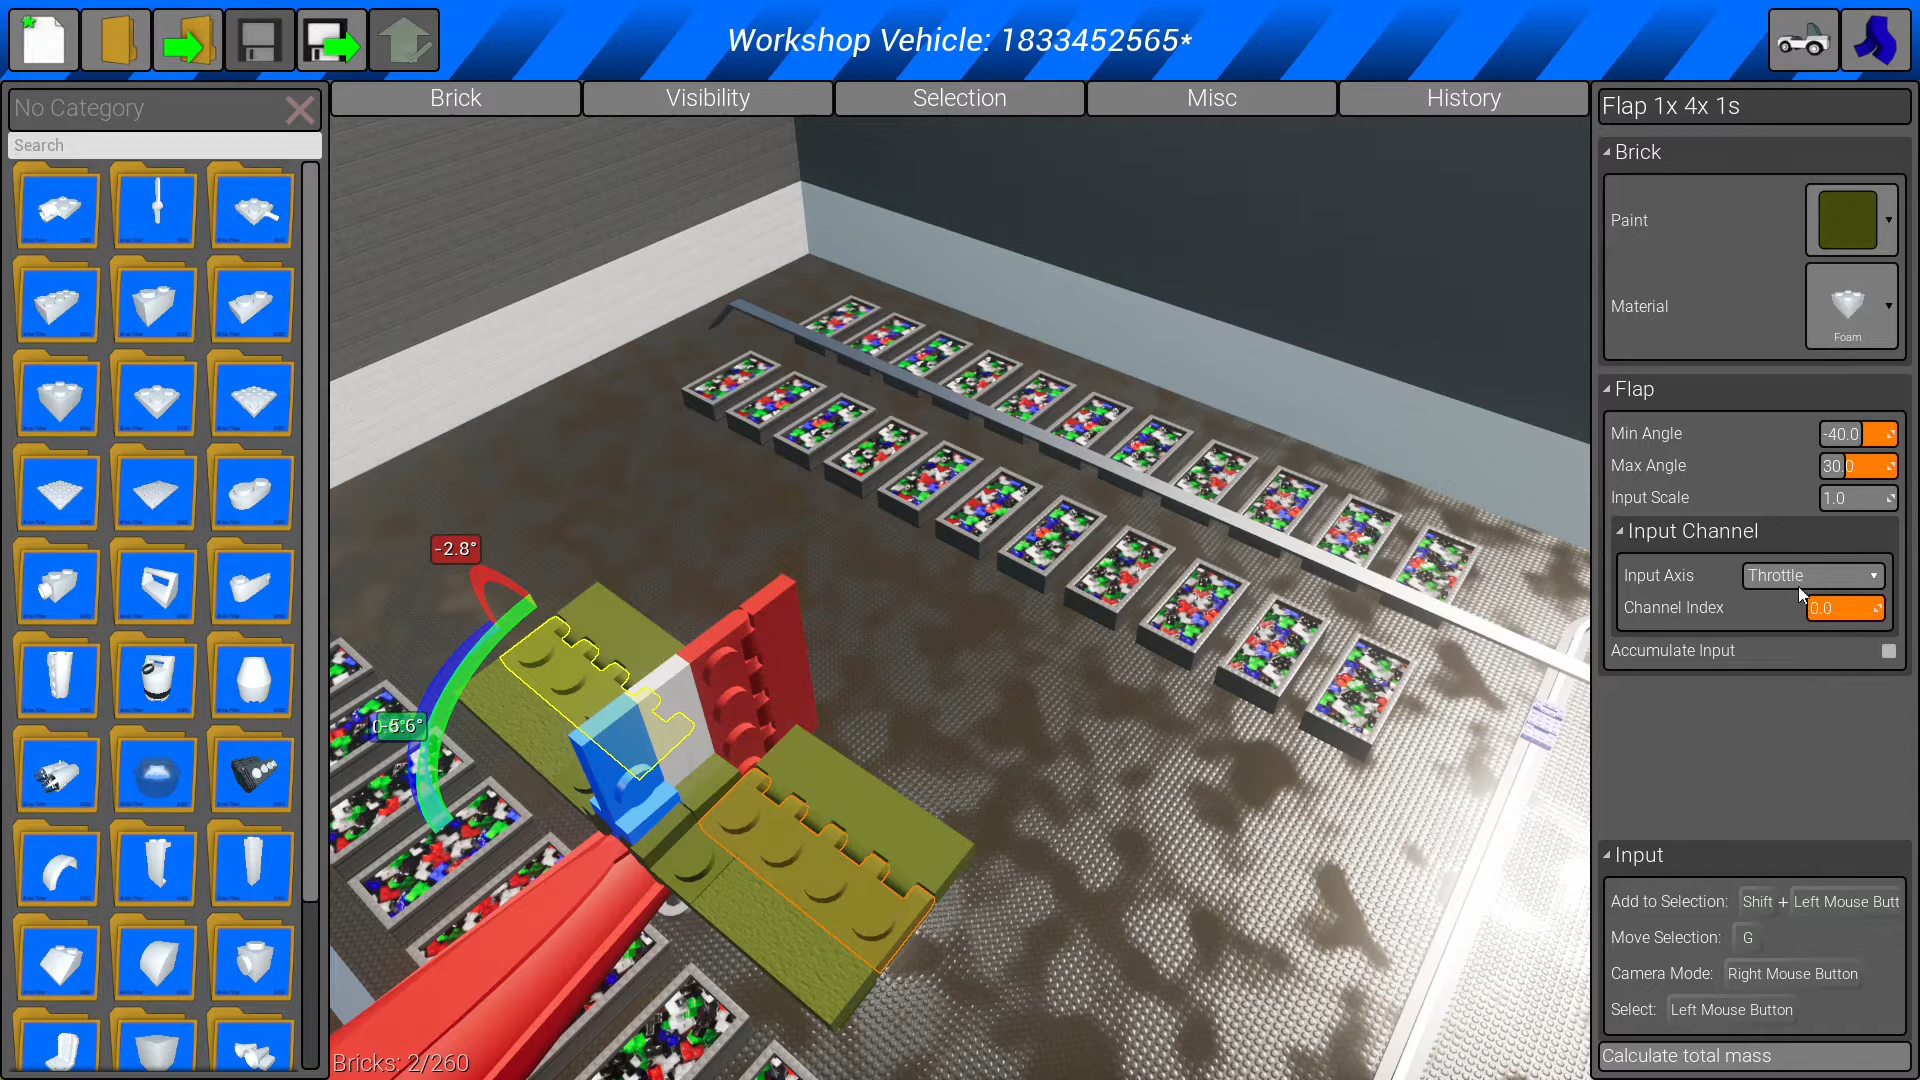 Workshop Vehicle: 1833452565*
No Category
Search
Brick
Visibility
Selection
Misc
History
Flap 1x 4x 1s
Brick
Paint
Material
Foam
Flap
Min Angle
-40.0
Max Angle
30.0
Input Scale
1.0
Input Channel
Input Axis
Throttle
Channel Index
0.0
Accumulate Input
-2.8°
Input
Add to Selection: Shift + Left Mouse Butt
Move Selection: G
Camera Mode: Right Mouse Button
Select: Left Mouse Button
Bricks: 2/260
Calculate total mass